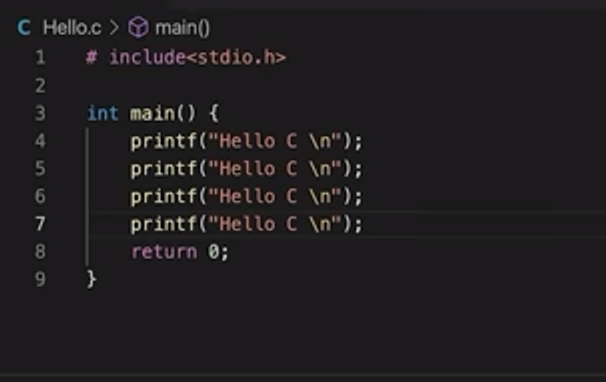 C Hello.c > main()
1 # include<stdio.h>
2
3 int main() {
4 printf("Hello C \n");
5 printf("Hello C \n");
6 printf("Hello C \n");
7 printf("Hello C \n");
8 return 0;
9 }